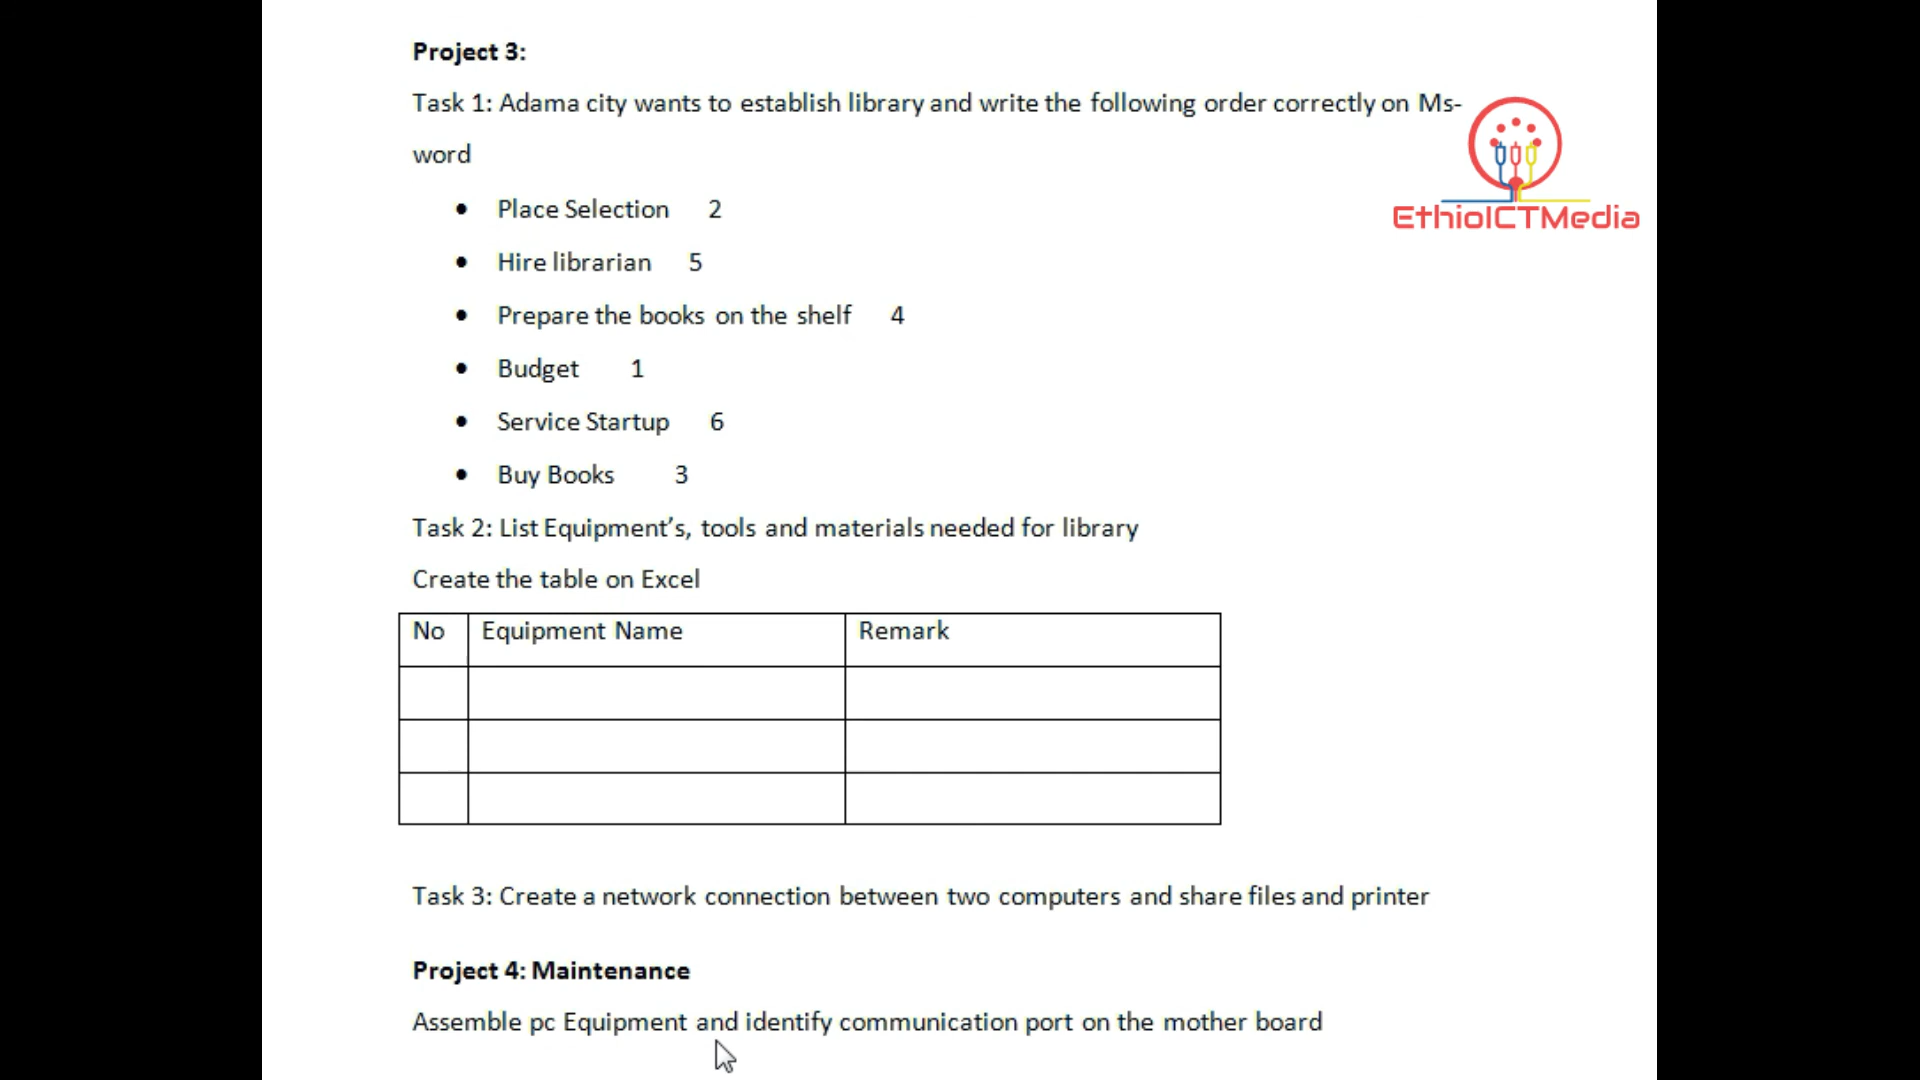 Project 3:
Task 1: Adama city wants to establish library and write the following order correctly on Ms-
word
EthioICTMedia
• Place Selection 2
• Hire librarian 5
• Prepare the books on the shelf 4
• Budget 1
• Service Startup 6
• Buy Books 3
Task 2: List Equipment’s, tools and materials needed for library
Create the table on Excel
No Equipment Name Remark
Task 3: Create a network connection between two computers and share files and printer
Project 4: Maintenance
Assemble pc Equipment and identify communication port on the mother board